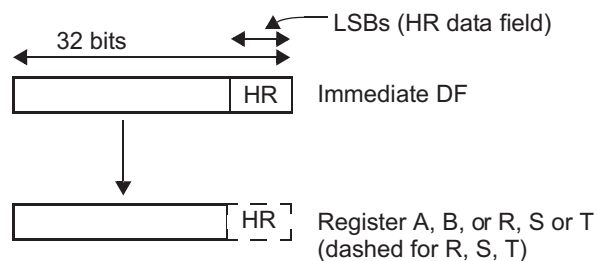 LSBs (HR data field)
32 bits
HR
Immediate DF
HR
Register A, B, or R, S or T
(dashed for R, S, T)